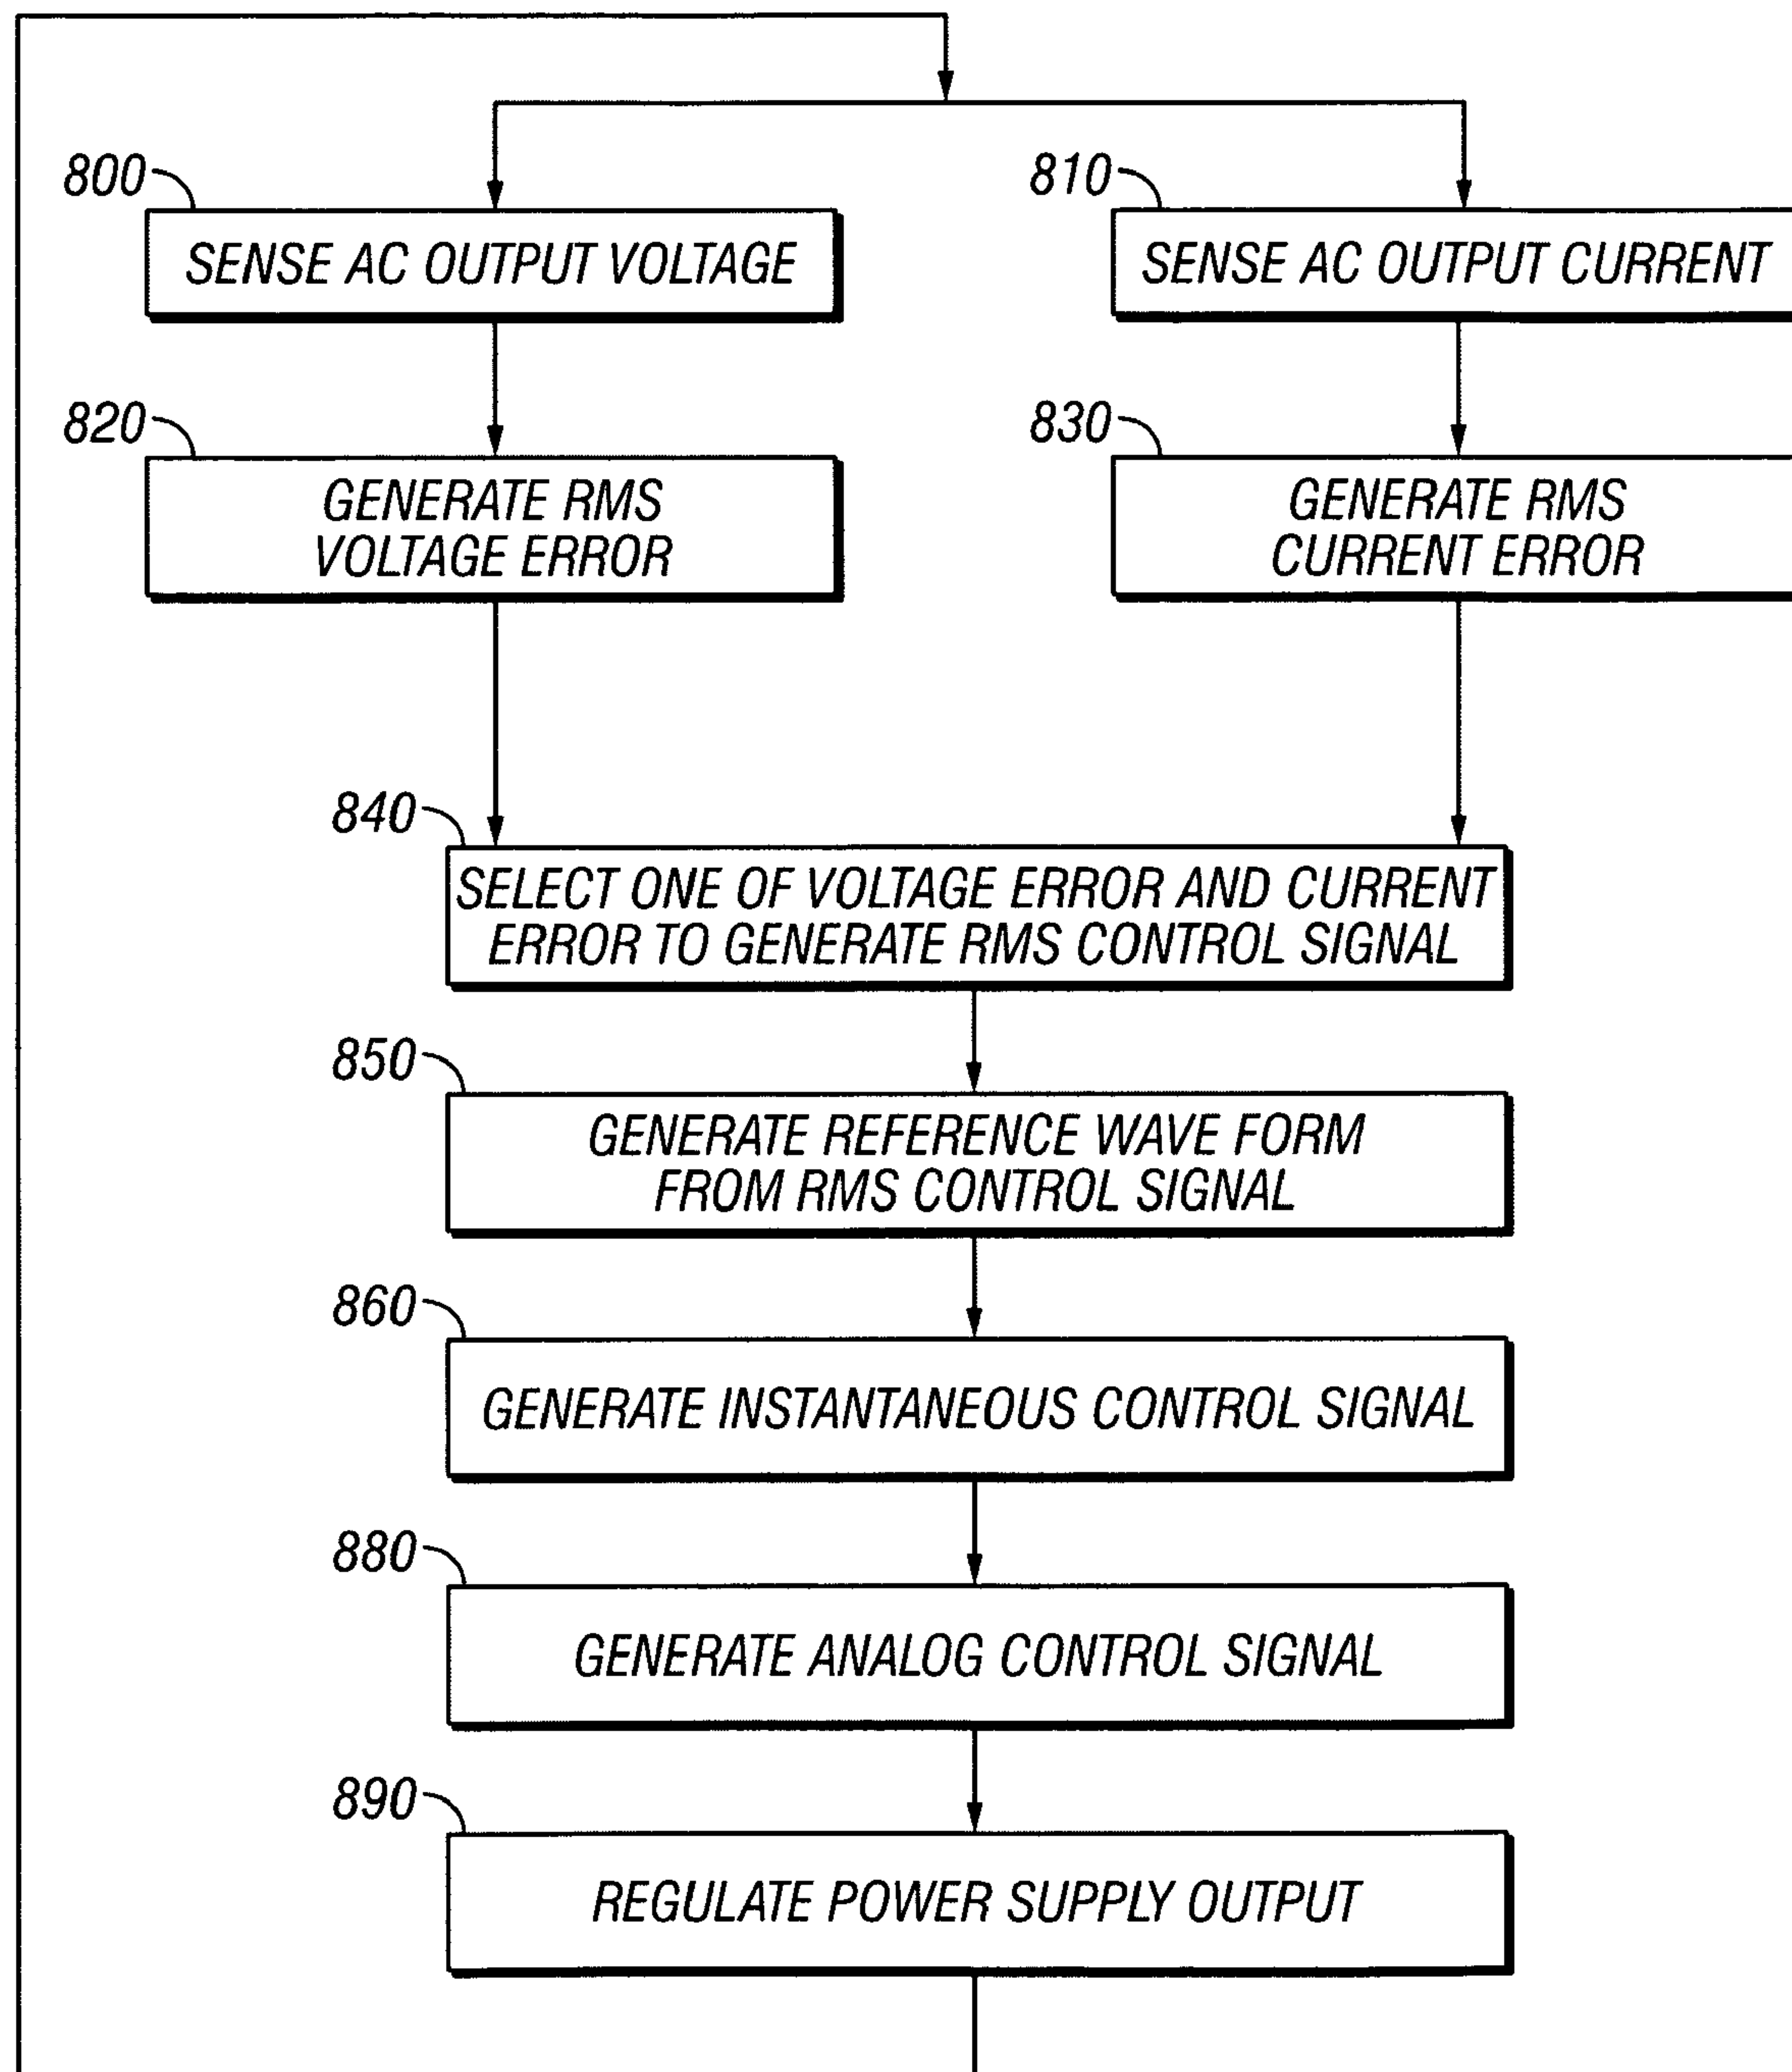 800
SENSE AC OUTPUT VOLTAGE
810
SENSE AC OUTPUT CURRENT
820
GENERATE RMS
VOLTAGE ERROR
830
GENERATE RMS
CURRENT ERROR
840
SELECT ONE OF VOLTAGE ERROR AND CURRENT
ERROR TO GENERATE RMS CONTROL SIGNAL
850
GENERATE REFERENCE WAVE FORM
FROM RMS CONTROL SIGNAL
860
GENERATE INSTANTANEOUS CONTROL SIGNAL
880
GENERATE ANALOG CONTROL SIGNAL
890
REGULATE POWER SUPPLY OUTPUT